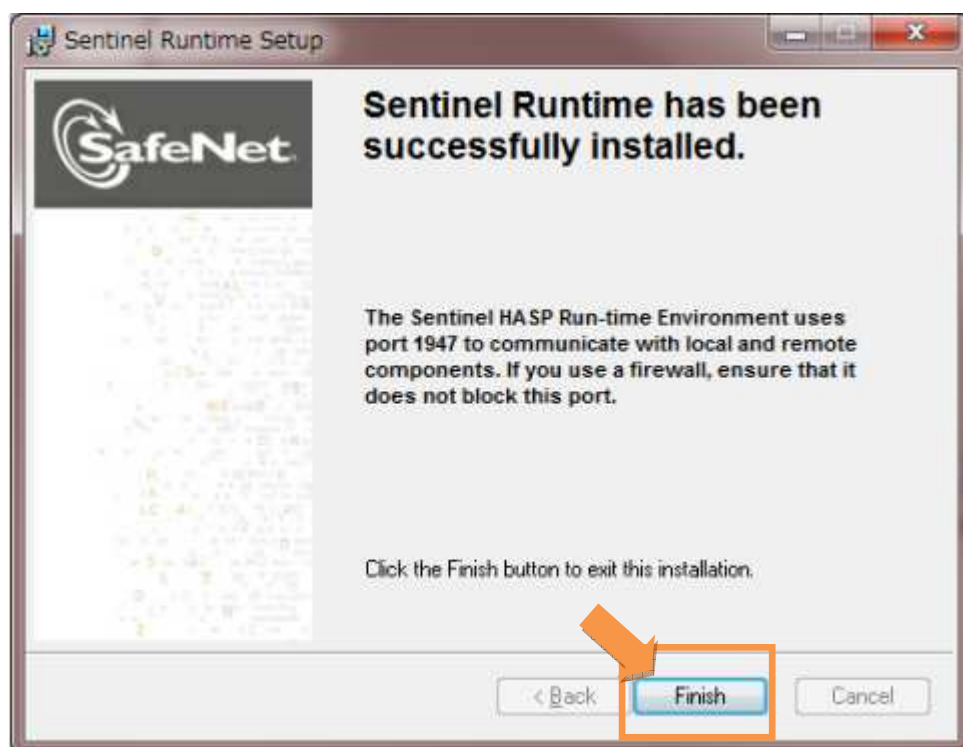 Sentinel Runtime Setup
SafeNet.
Sentinel Runtime has been
successfully installed.
The Sentinel HASP Run-time Environment uses
port 1947 to communicate with local and remote
components. If you use a firewall, ensure that it
does not block this port.
Click the Finish button to exit this installation.
< Back Finish Cancel